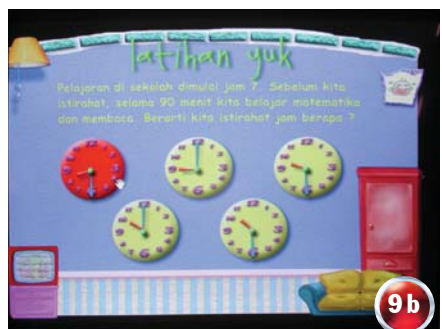 latihan yuk
Pelajaran di sekolah dimulai jam 7. Sebelum kita
istirahat, selama 90 menit kita belajar matematika
dan membaca. Berarti kita istirahat jam berapa ?
9b